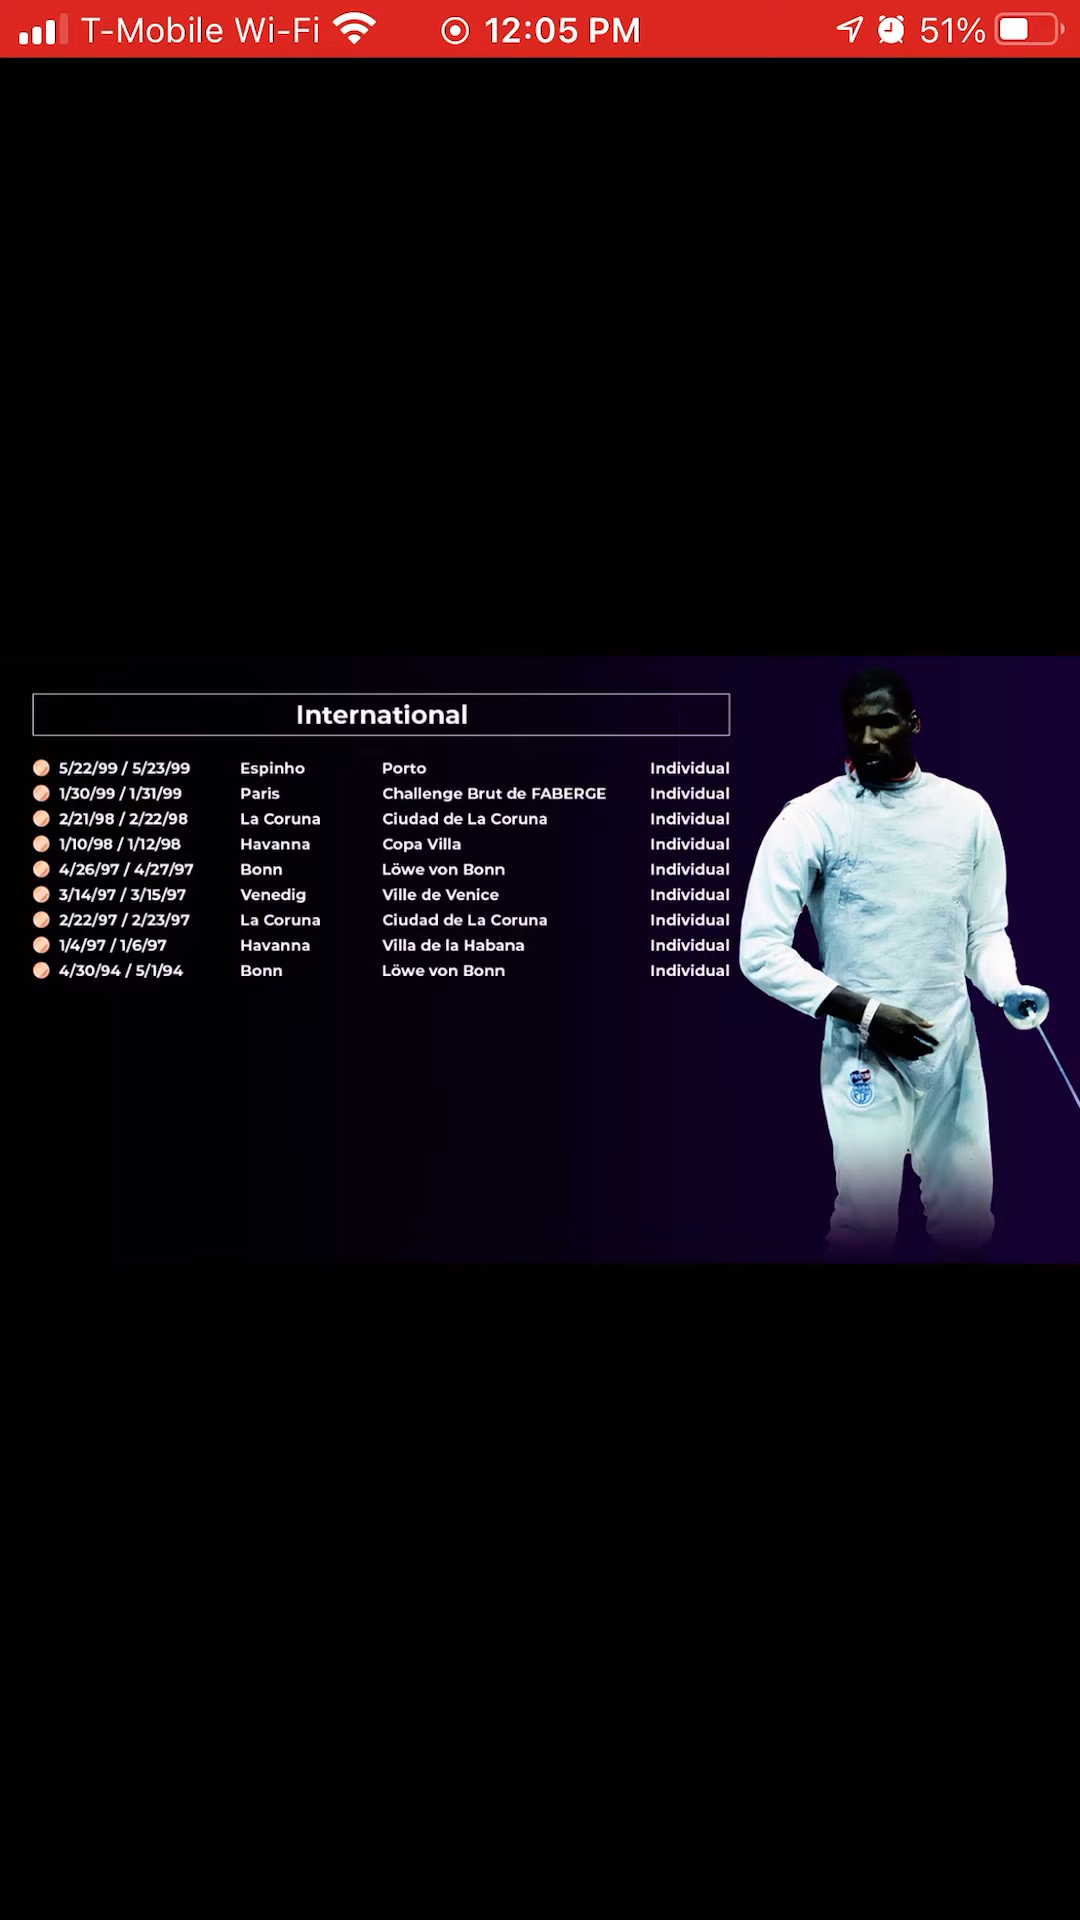 T-Mobile Wi-Fi 12:05 PM 51%
International
5/22/99 / 5/23/99 Espinho Porto Individual
1/30/99 / 1/31/99 Paris Challenge Brut de FABERGE Individual
2/21/98 / 2/22/98 La Coruna Ciudad de La Coruna Individual
1/10/98 / 1/12/98 Havanna Copa Villa Individual
4/26/97 / 4/27/97 Bonn Löwe von Bonn Individual
3/14/97 / 3/15/97 Venedig Ville de Venice Individual
2/22/97 / 2/23/97 La Coruna Ciudad de La Coruna Individual
1/4/97 / 1/6/97 Havanna Villa de la Habana Individual
4/30/94 / 5/1/94 Bonn Löwe von Bonn Individual